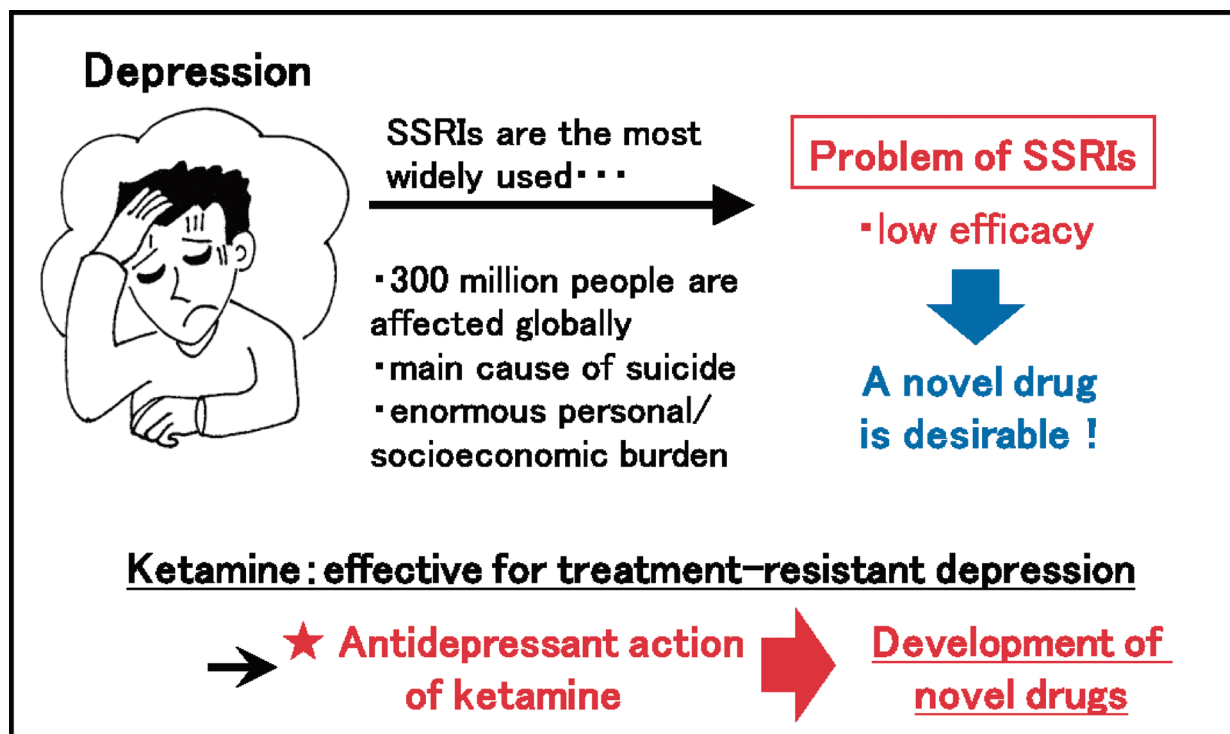 Depression
SSRIs are the most
widely used・・・
・300 million people are
affected globally
・main cause of suicide
・enormous personal/
socioeconomic burden
Problem of SSRIs
・low efficacy
A novel drug
is desirable !
Ketamine:effective for treatment-resistant depression
★ Antidepressant action
of ketamine
Development of
novel drugs